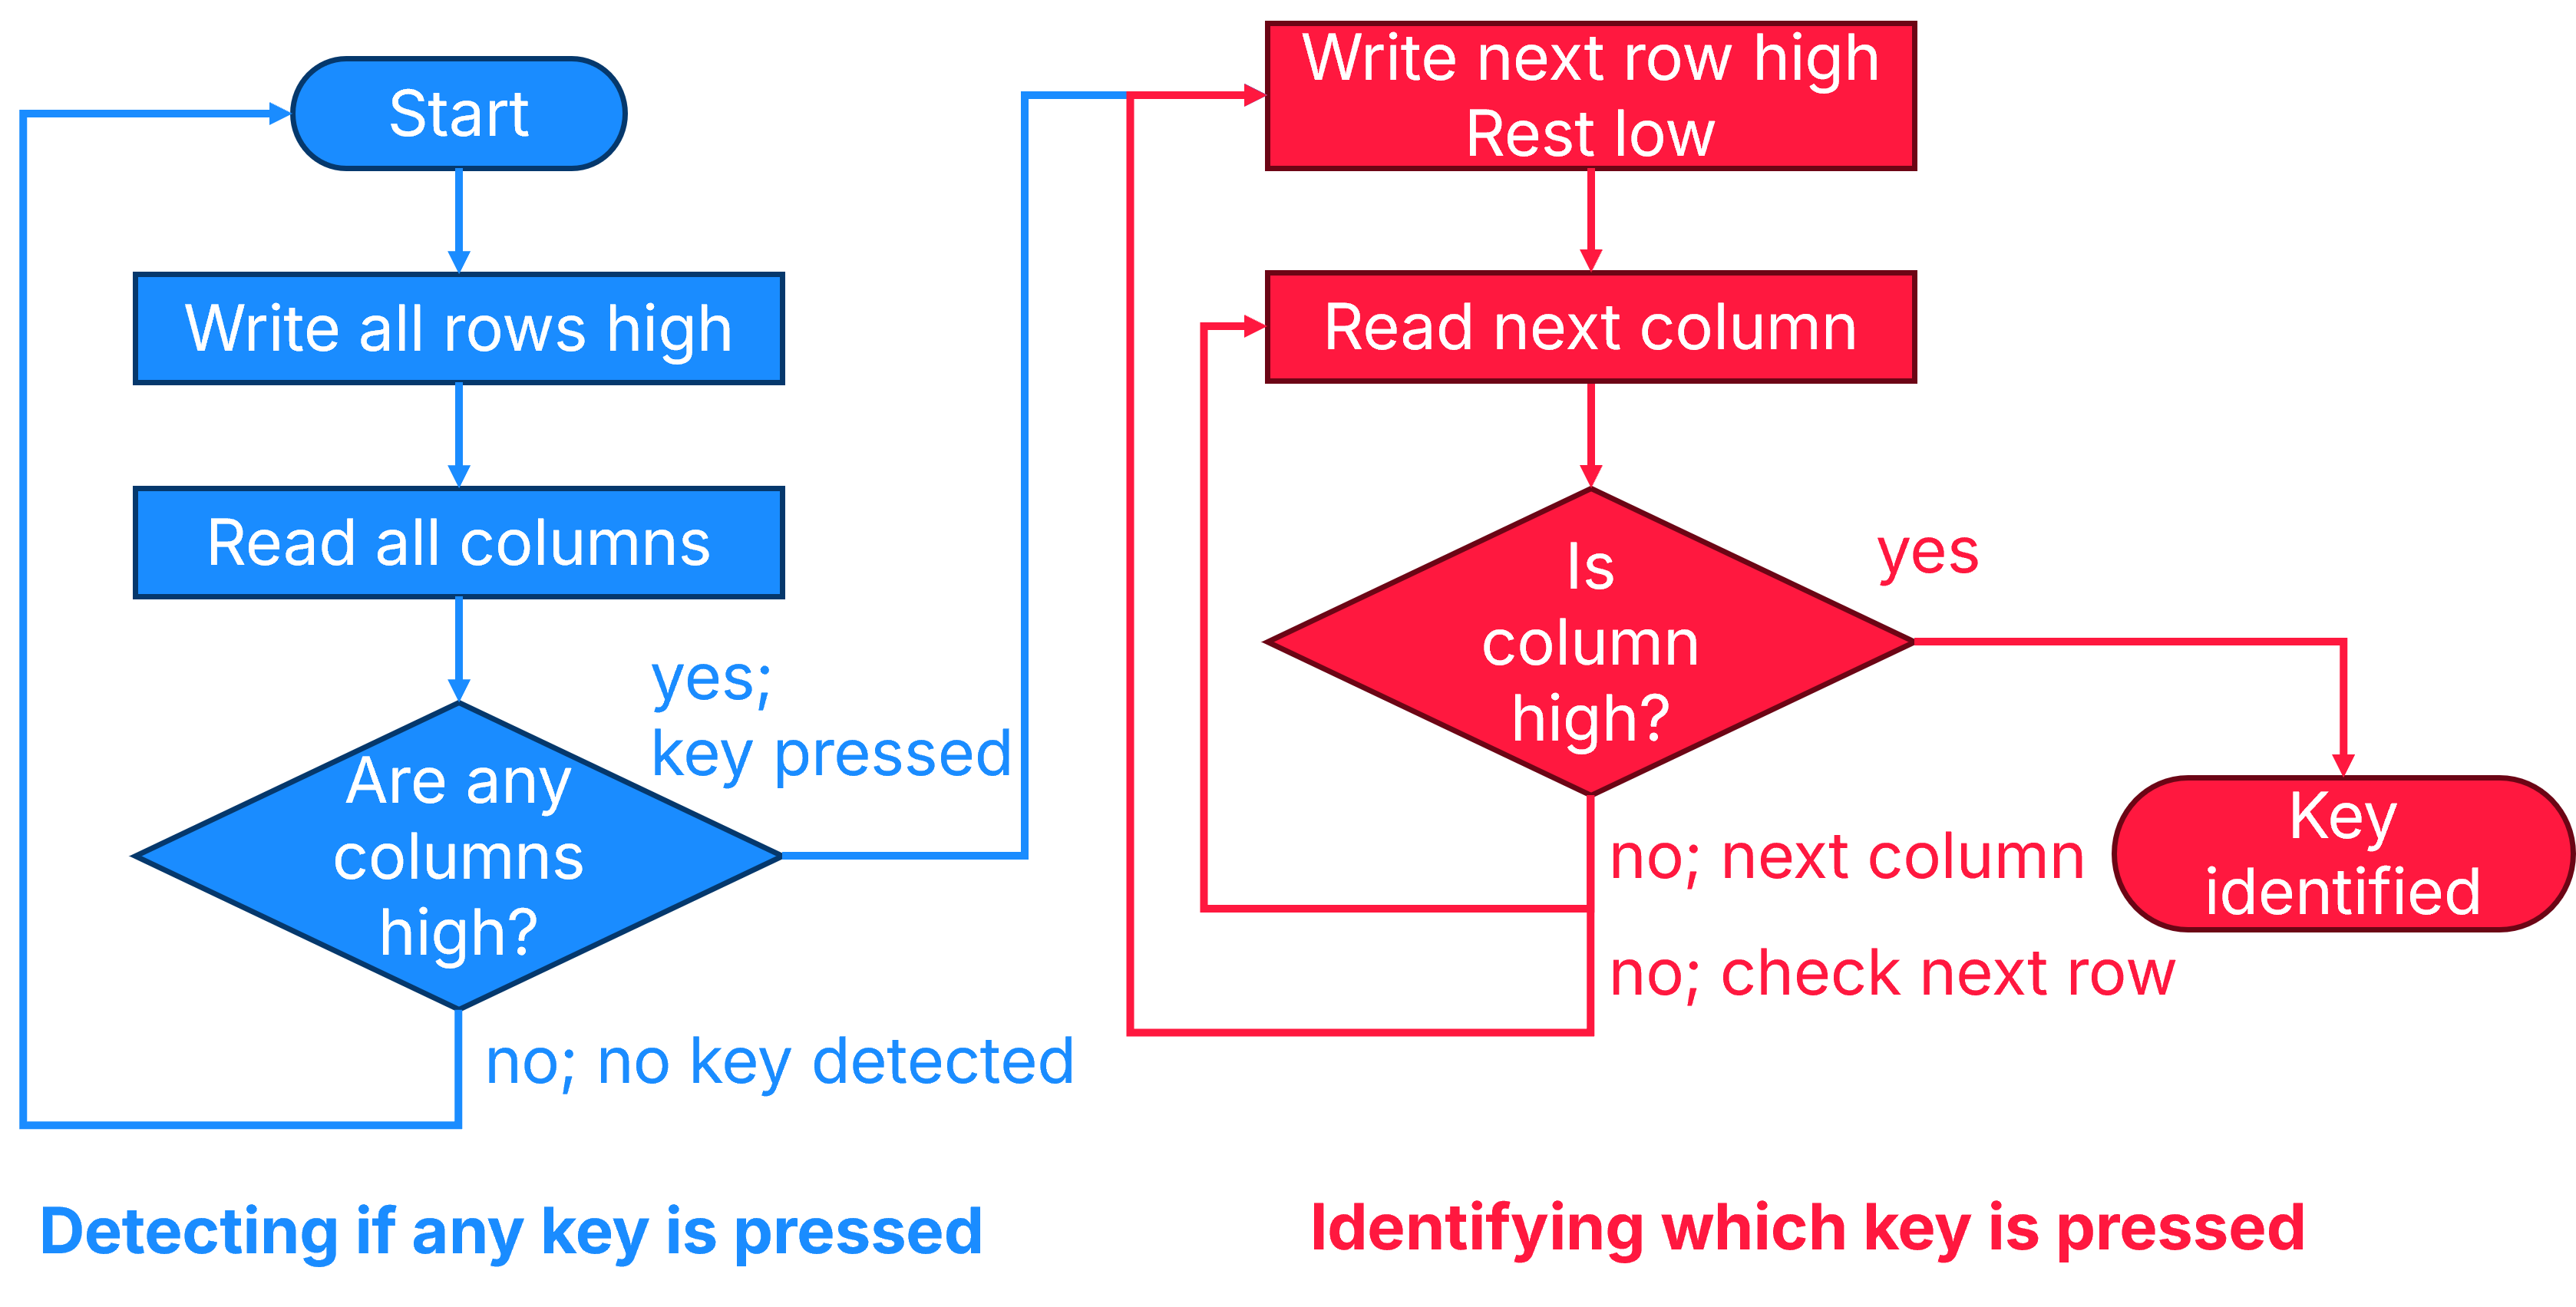 Start
Write all rows high
Read all columns
Are any
columns
high?
yes;
key pressed
no; no key detected
Detecting if any key is pressed
Write next row high
Rest low
Read next column
Is
column
high?
yes
no; next column
no; check next row
Key
identified
Identifying which key is pressed